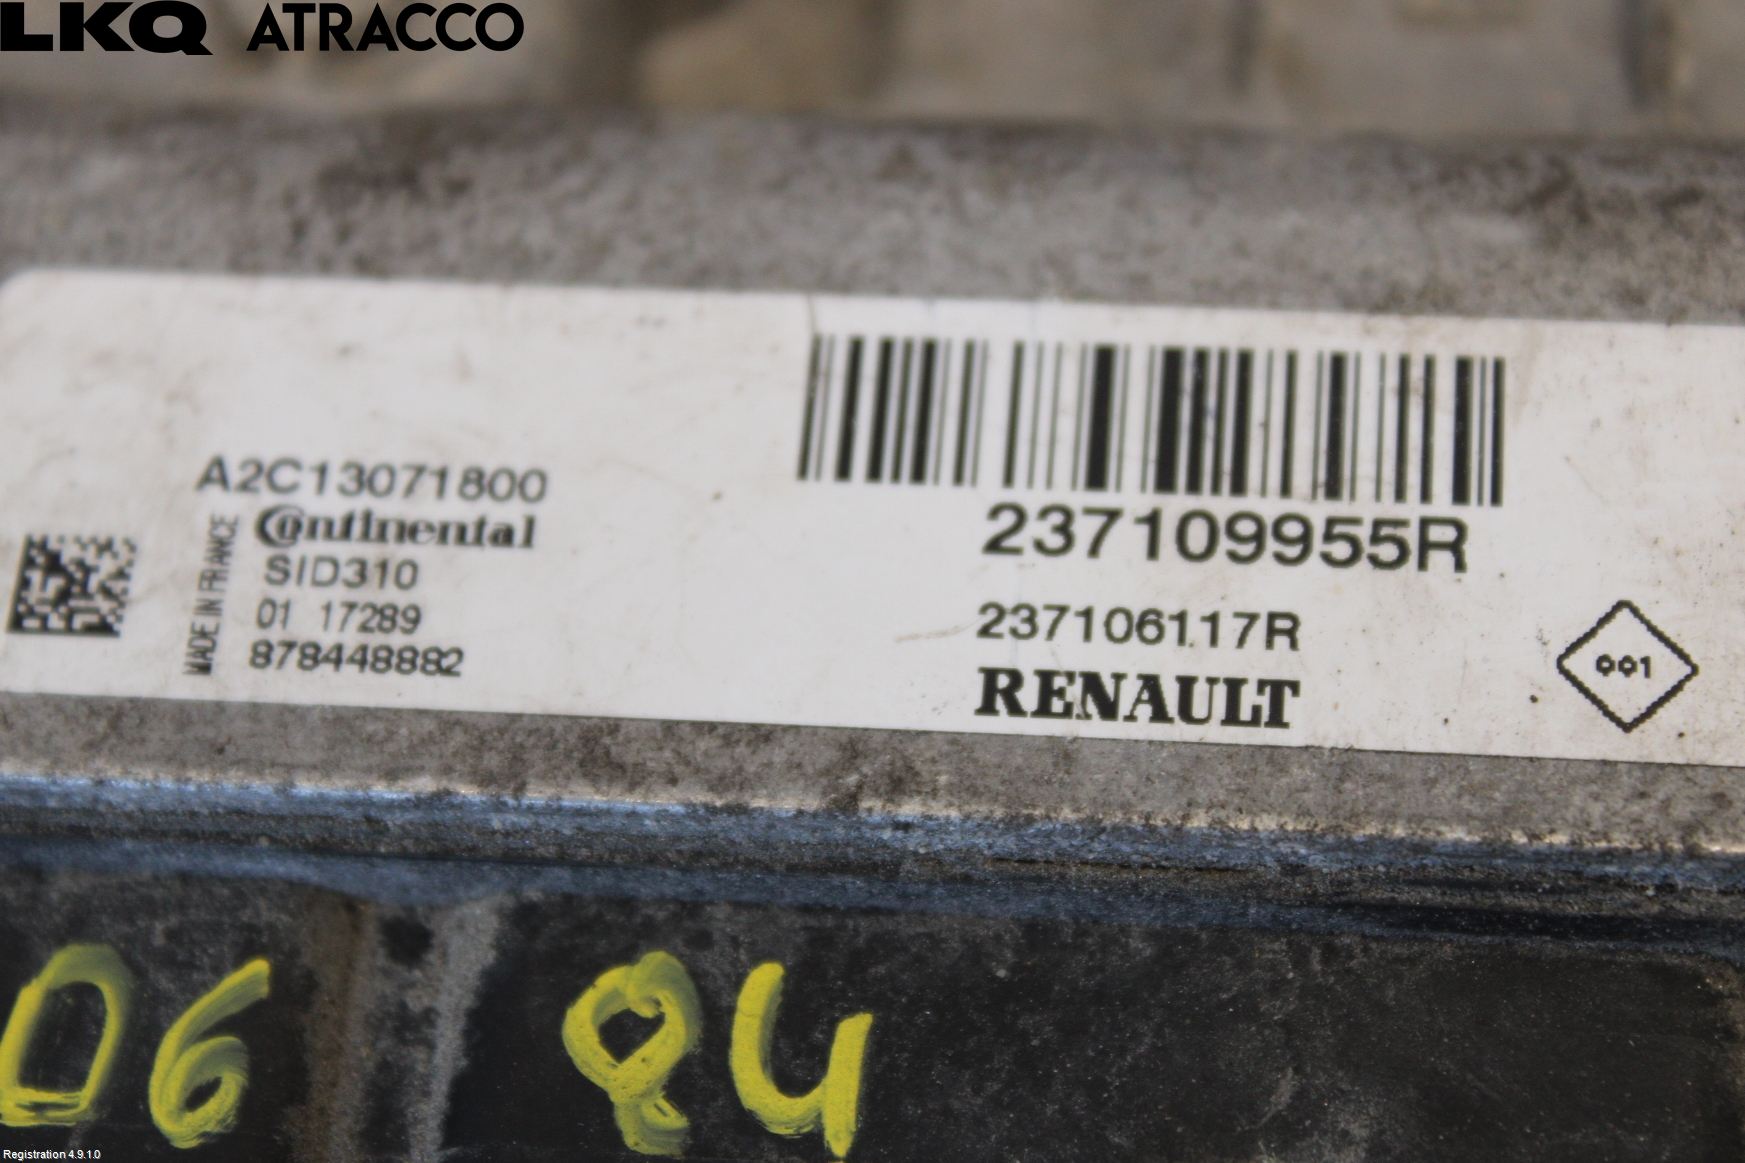 LKQ ATRACCO
A2C13071800
Continental
MADE IN FRANCE
SID310
01 17289
878448882
237109955R
237106117R
RENAULT
001
06 84
Registration 4.9.1.0